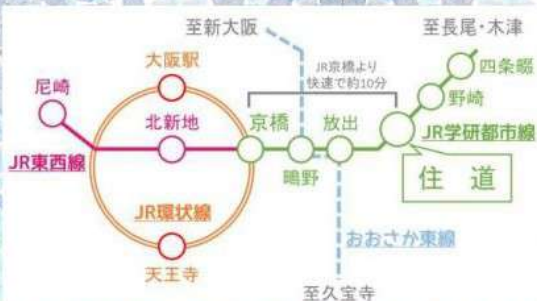 至新大阪
至長尾・木津
大阪駅
JR京橋より
快速で約10分
四条畷
尼崎
野崎
北新地
京橋
放出
JR学研都市線
JR東西線
鴫野
住道
JR環状線
おおさか東線
天王寺
至久宝寺